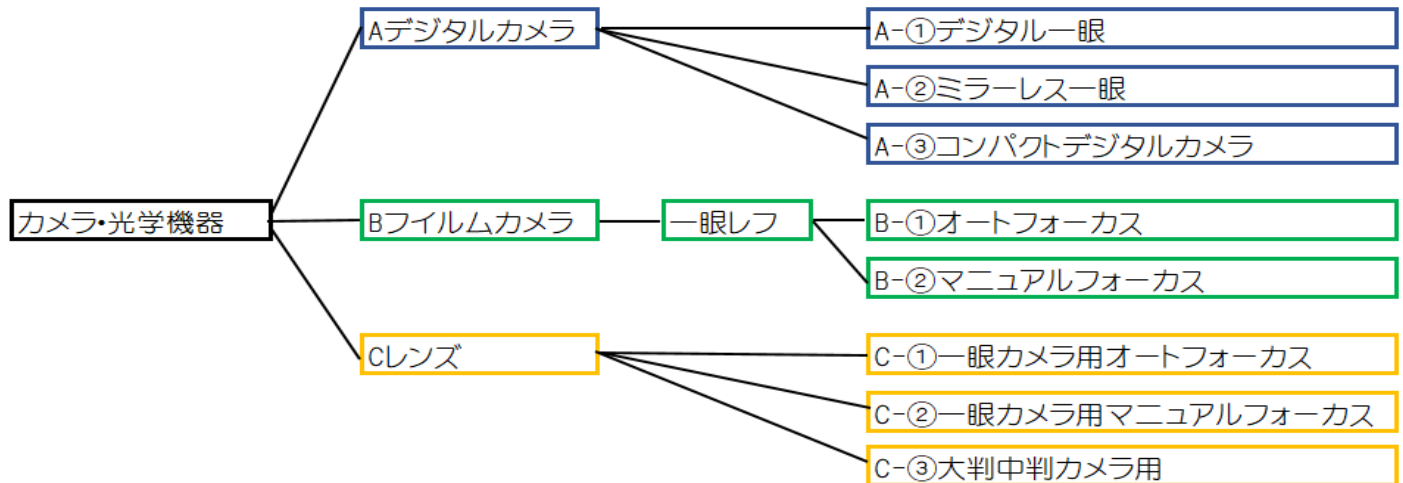 カメラ・光学機器
Aデジタルカメラ
A-①デジタル一眼
A-②ミラーレス一眼
A-③コンパクトデジタルカメラ
Bフイルムカメラ
一眼レフ
B-①オートフォーカス
B-②マニュアルフォーカス
Cレンズ
C-①一眼カメラ用オートフォーカス
C-②一眼カメラ用マニュアルフォーカス
C-③大判中判カメラ用